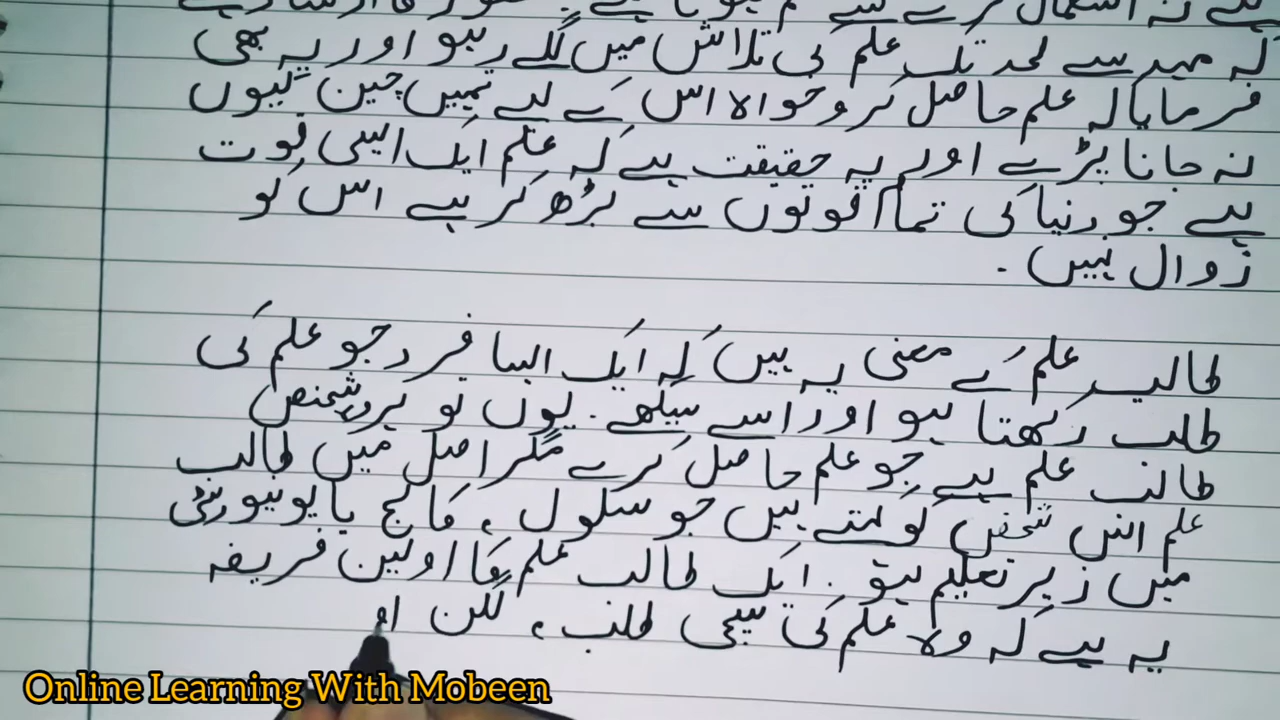 کہ مہد سے لحد تک علم کی تلاش میں لگے رہو اور یہ بھی
فرمایا کہ علم حاصل کرو خواہ اس کے لیے تمہیں چین کیوں
نہ جانا پڑے اور یہ حقیقت ہے کہ علم ایک ایسی قوت
ہے جو دنیا کی تمام قوتوں سے بڑھ کر ہے اس کو
زوال نہیں۔
طالب علم کے معنی یہ ہیں کہ ایک ایسا فرد جو علم کی
طلب رکھتا ہو اور اسے سیکھے۔ یوں تو ہر وہ شخص
طالب علم ہے جو علم حاصل کرے مگر اصل میں طالب
علم اس شخص کو کہتے ہیں جو سکول، کالج یا یونیورسٹی
میں زیر تعلیم ہو۔ ایک طالب علم کا اولین فریضہ
یہ ہے کہ وہ علم کی سچی طلب، لگن او
Online Learning With Mobeen